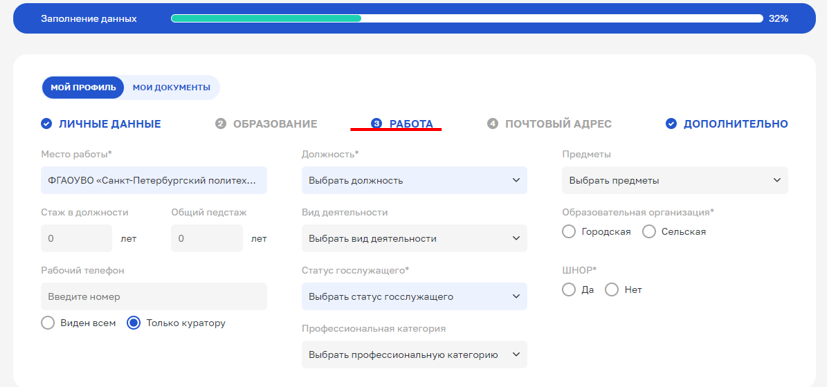 Заполнение данных 32%
МОЙ ПРОФИЛЬ МОИ ДОКУМЕНТЫ
ЛИЧНЫЕ ДАННЫЕ 2 ОБРАЗОВАНИЕ 3 РАБОТА 4 ПОЧТОВЫЙ АДРЕС ДОПОЛНИТЕЛЬНО
Место работы* Должность* Предметы
ФГАОУВО «Санкт-Петербургский политех... Выбрать должность Выбрать предметы
Стаж в должности Общий педстаж Вид деятельности Образовательная организация*
0 лет 0 лет Выбрать вид деятельности Городская Сельская
Рабочий телефон Статус госслужащего* ШНОР*
Введите номер Выбрать статус госслужащего Да Нет
Виден всем Только куратору Профессиональная категория
Выбрать профессиональную категорию